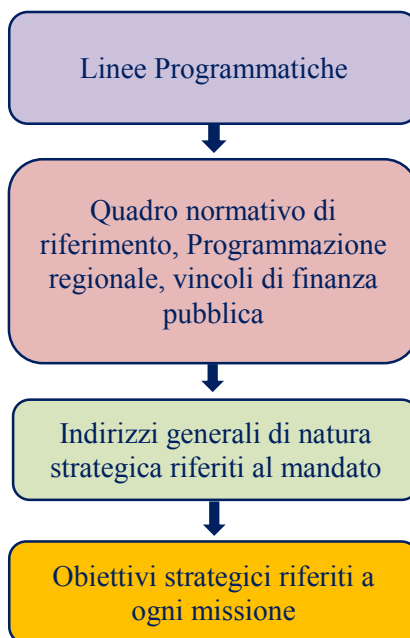 Linee Programmatiche
Quadro normativo di
riferimento, Programmazione
regionale, vincoli di finanza
pubblica
Indirizzi generali di natura
strategica riferiti al mandato
Obiettivi strategici riferiti a
ogni missione